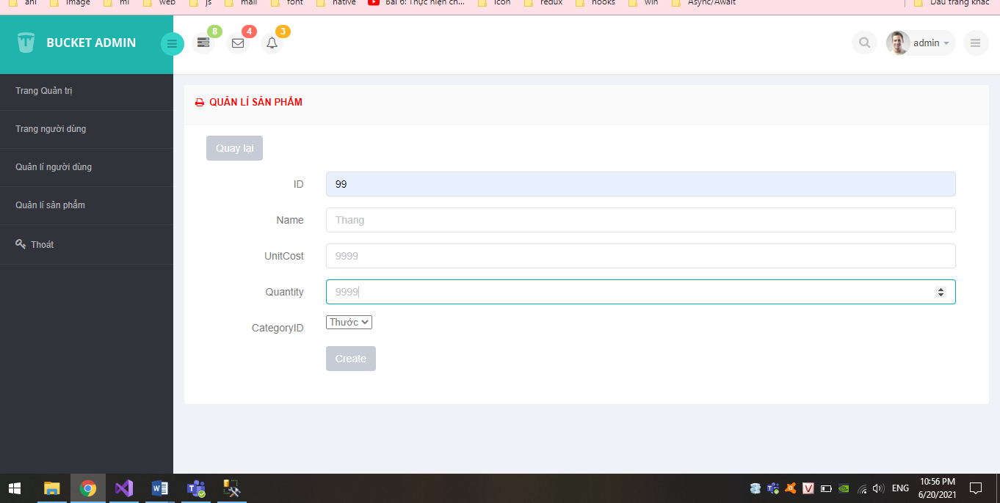 ani image ml web js mail font native Bài 6: Thực hiện ch... icon redux hooks win Async/Await Dấu trang khác
BUCKET ADMIN 8 4 3 admin
Trang Quản trị
Trang người dùng
Quản lí người dùng
Quản lí sản phẩm
Thoát
QUẢN LÍ SẢN PHẨM
Quay lại
ID 99
Name Thang
UnitCost 9999
Quantity 9999
CategoryID Thước
Create
ENG 10:56 PM
6/20/2021